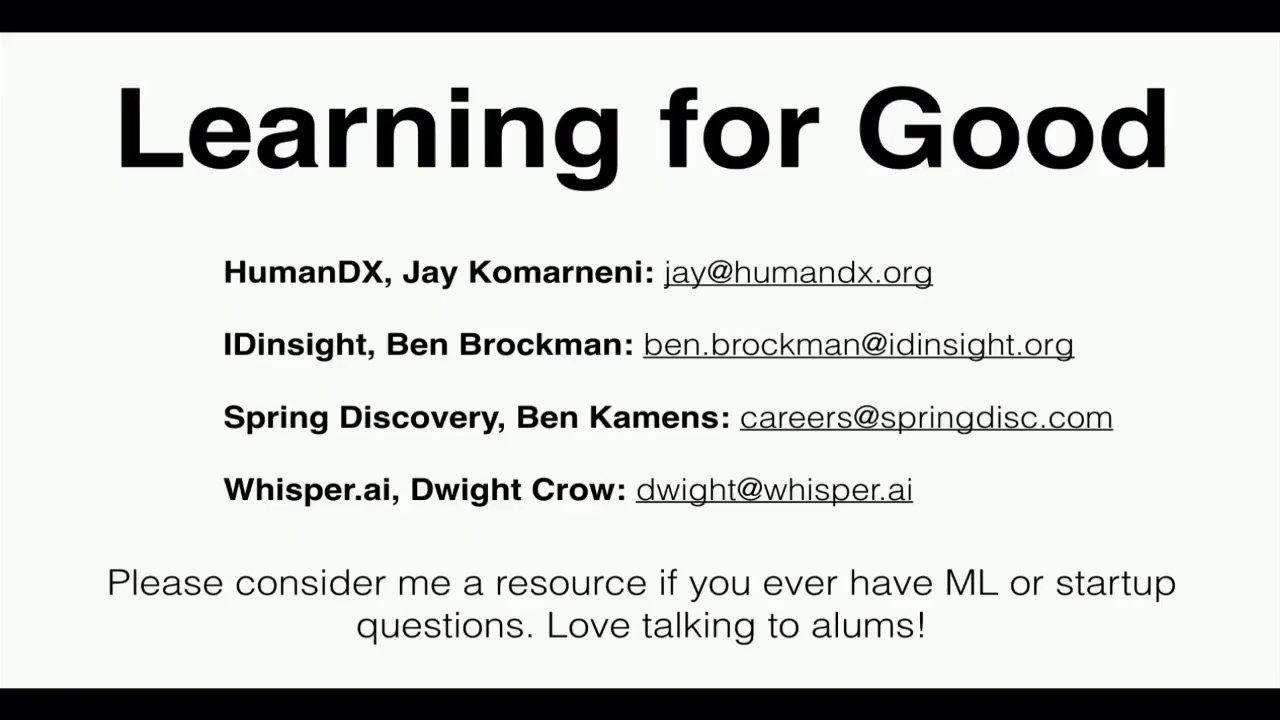 Learning for Good
HumanDX, Jay Komarneni: jay@humandx.org
IDinsight, Ben Brockman: ben.brockman@idinsight.org
Spring Discovery, Ben Kamens: careers@springdisc.com
Whisper.ai, Dwight Crow: dwight@whisper.ai
Please consider me a resource if you ever have ML or startup
questions. Love talking to alums!